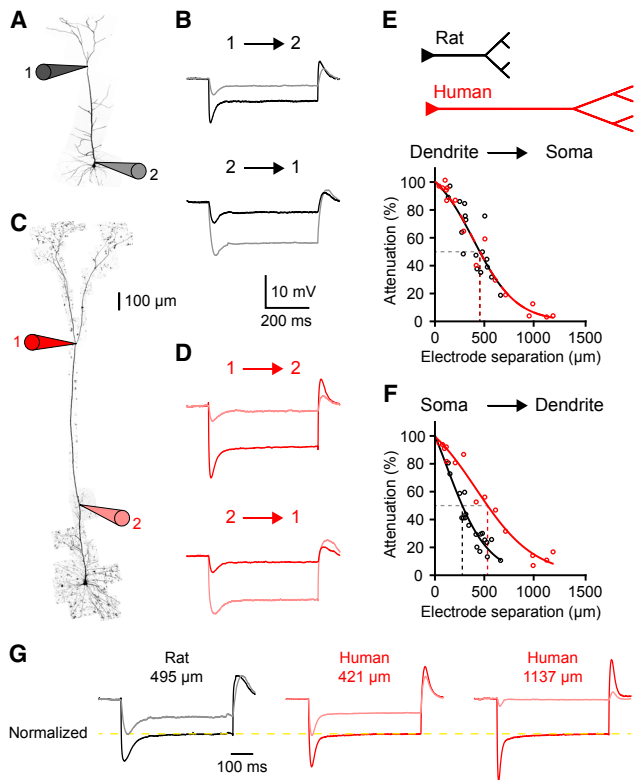 A
1
2
B
1 → 2
2 → 1
10 mV
200 ms
C
100 µm
1
2
D
1 → 2
2 → 1
E
Rat
Human
Dendrite → Soma
Attenuation (%)
100
80
60
40
20
0
0 500 1000 1500
Electrode separation (µm)
F
Soma → Dendrite
Attenuation (%)
100
80
60
40
20
0
0 500 1000 1500
Electrode separation (µm)
G
Rat
495 µm
Human
421 µm
Human
1137 µm
Normalized
100 ms